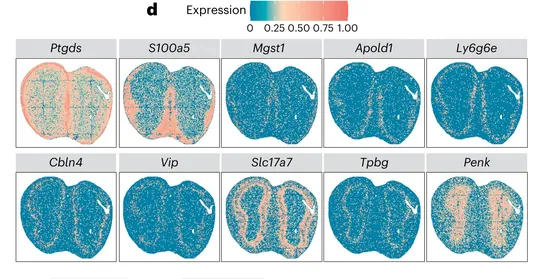 d
Expression
0 0.25 0.50 0.75 1.00
Ptgds S100a5 Mgst1 Apold1 Ly6g6e
Cbln4 Vip Slc17a7 Tpbg Penk